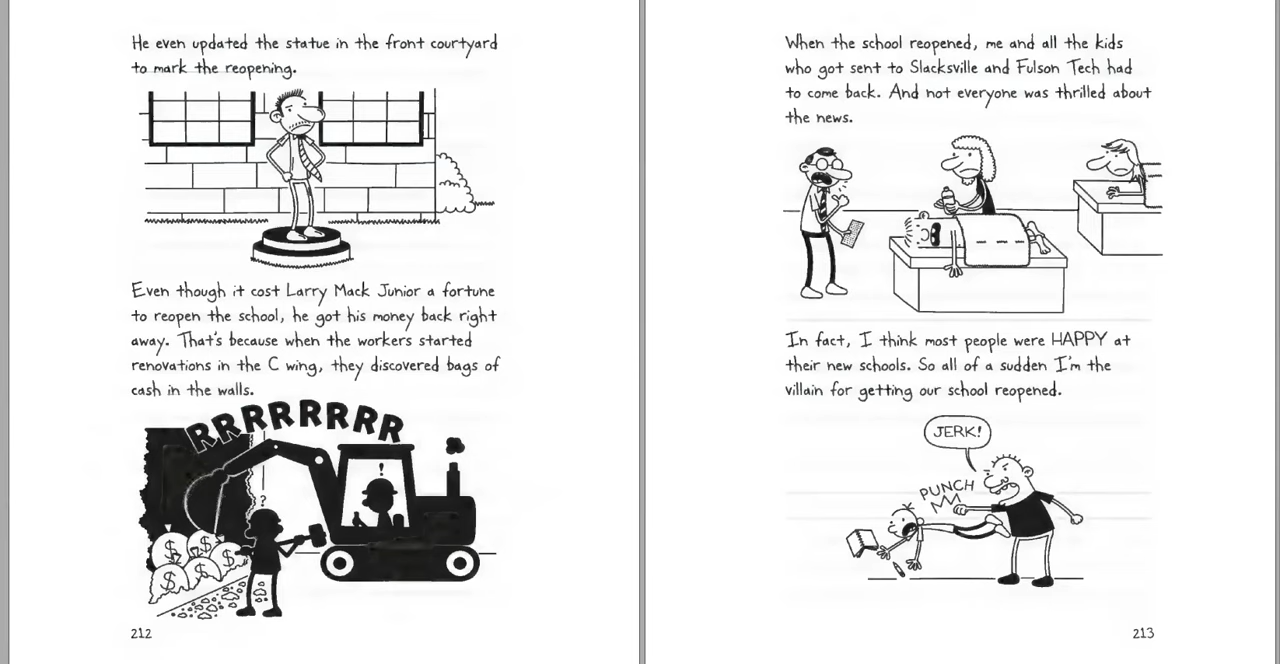 He even updated the statue in the front courtyard
to mark the reopening.
Even though it cost Larry Mack Junior a fortune
to reopen the school, he got his money back right
away. That's because when the workers started
renovations in the C wing, they discovered bags of
cash in the walls.
RRRRRRRR
!
?
$ $
$ $ $
212
When the school reopened, me and all the kids
who got sent to Slacksville and Fulson Tech had
to come back. And not everyone was thrilled about
the news.
In fact, I think most people were HAPPY at
their new schools. So all of a sudden I'm the
villain for getting our school reopened.
JERK!
PUNCH
213